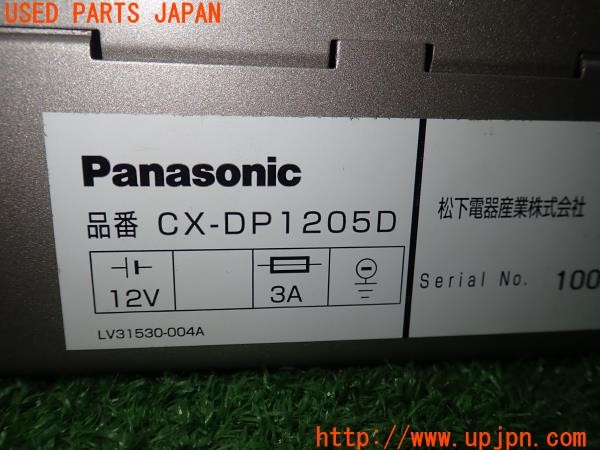 USED PARTS JAPAN
Panasonic
品番 CX-DP1205D
松下電器産業株式会社
12V
3A
Serial No. 100
LV31530-004A
http://www.upjpn.com/